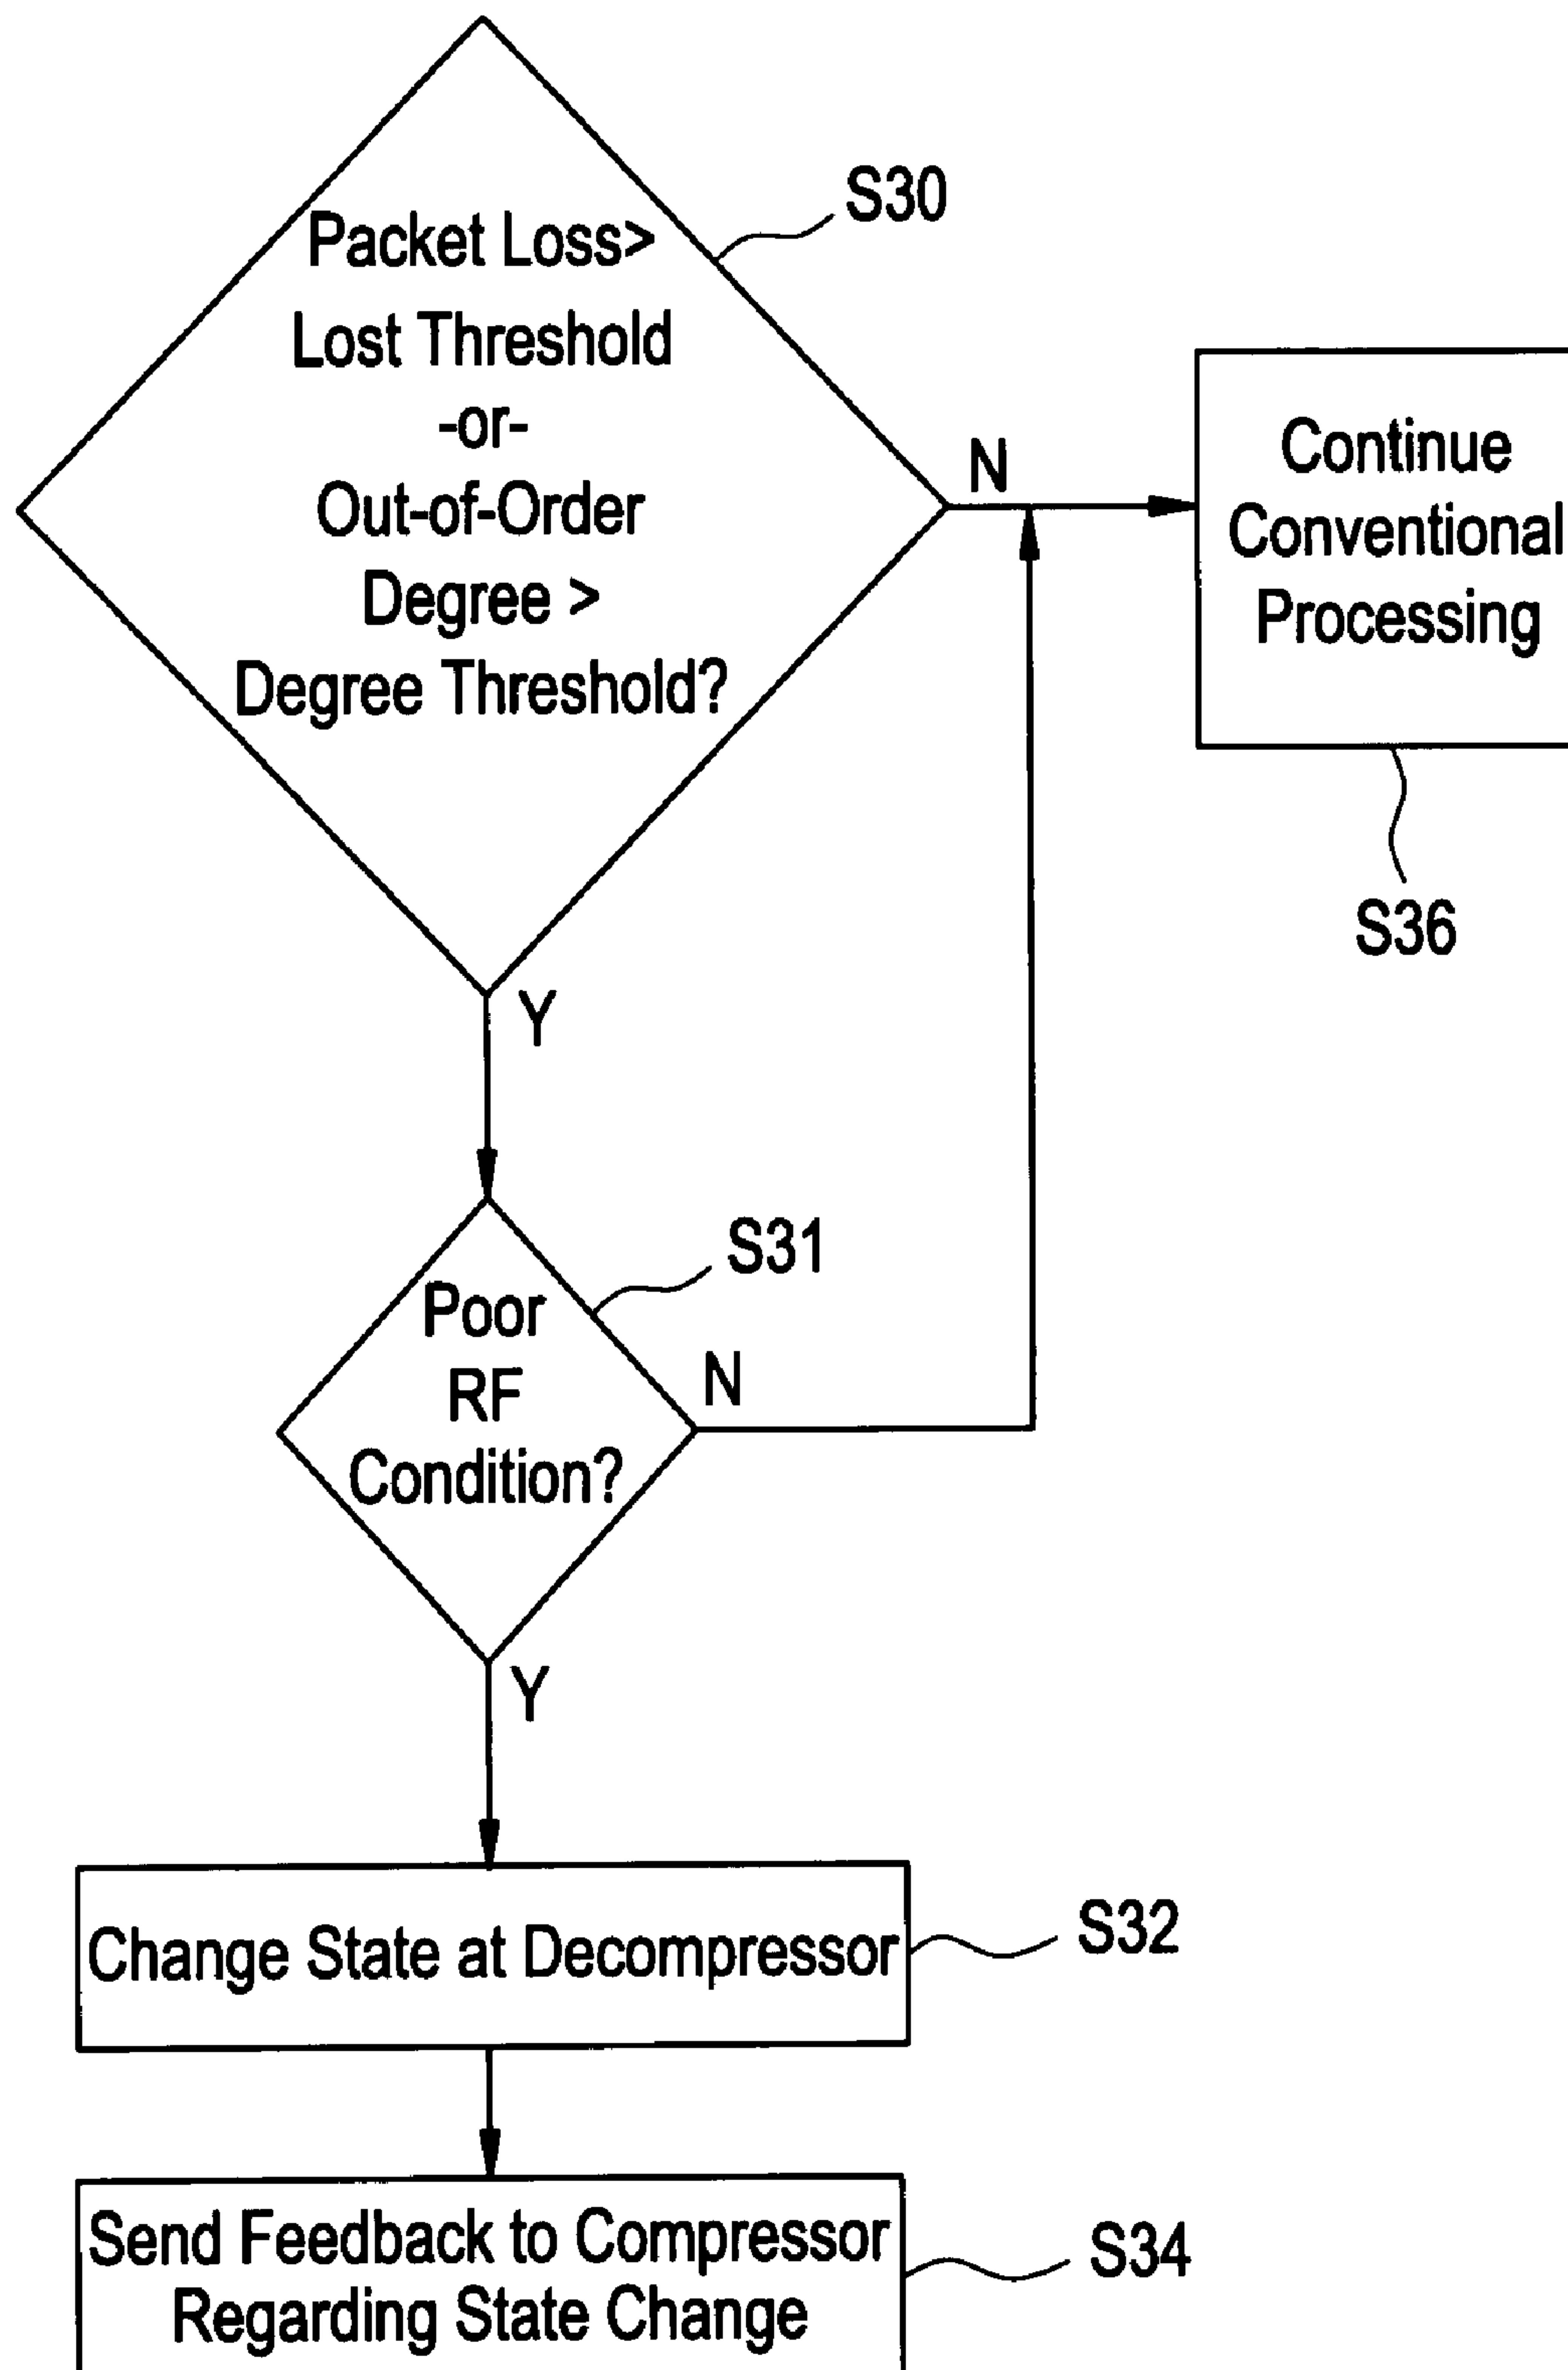 Packet Loss>
Lost Threshold
-or-
Out-of-Order
Degree >
Degree Threshold?
S30
N
Continue
Conventional
Processing
S36
Y
Poor
RF
Condition?
S31
N
Y
Change State at Decompressor
S32
Send Feedback to Compressor
Regarding State Change
S34